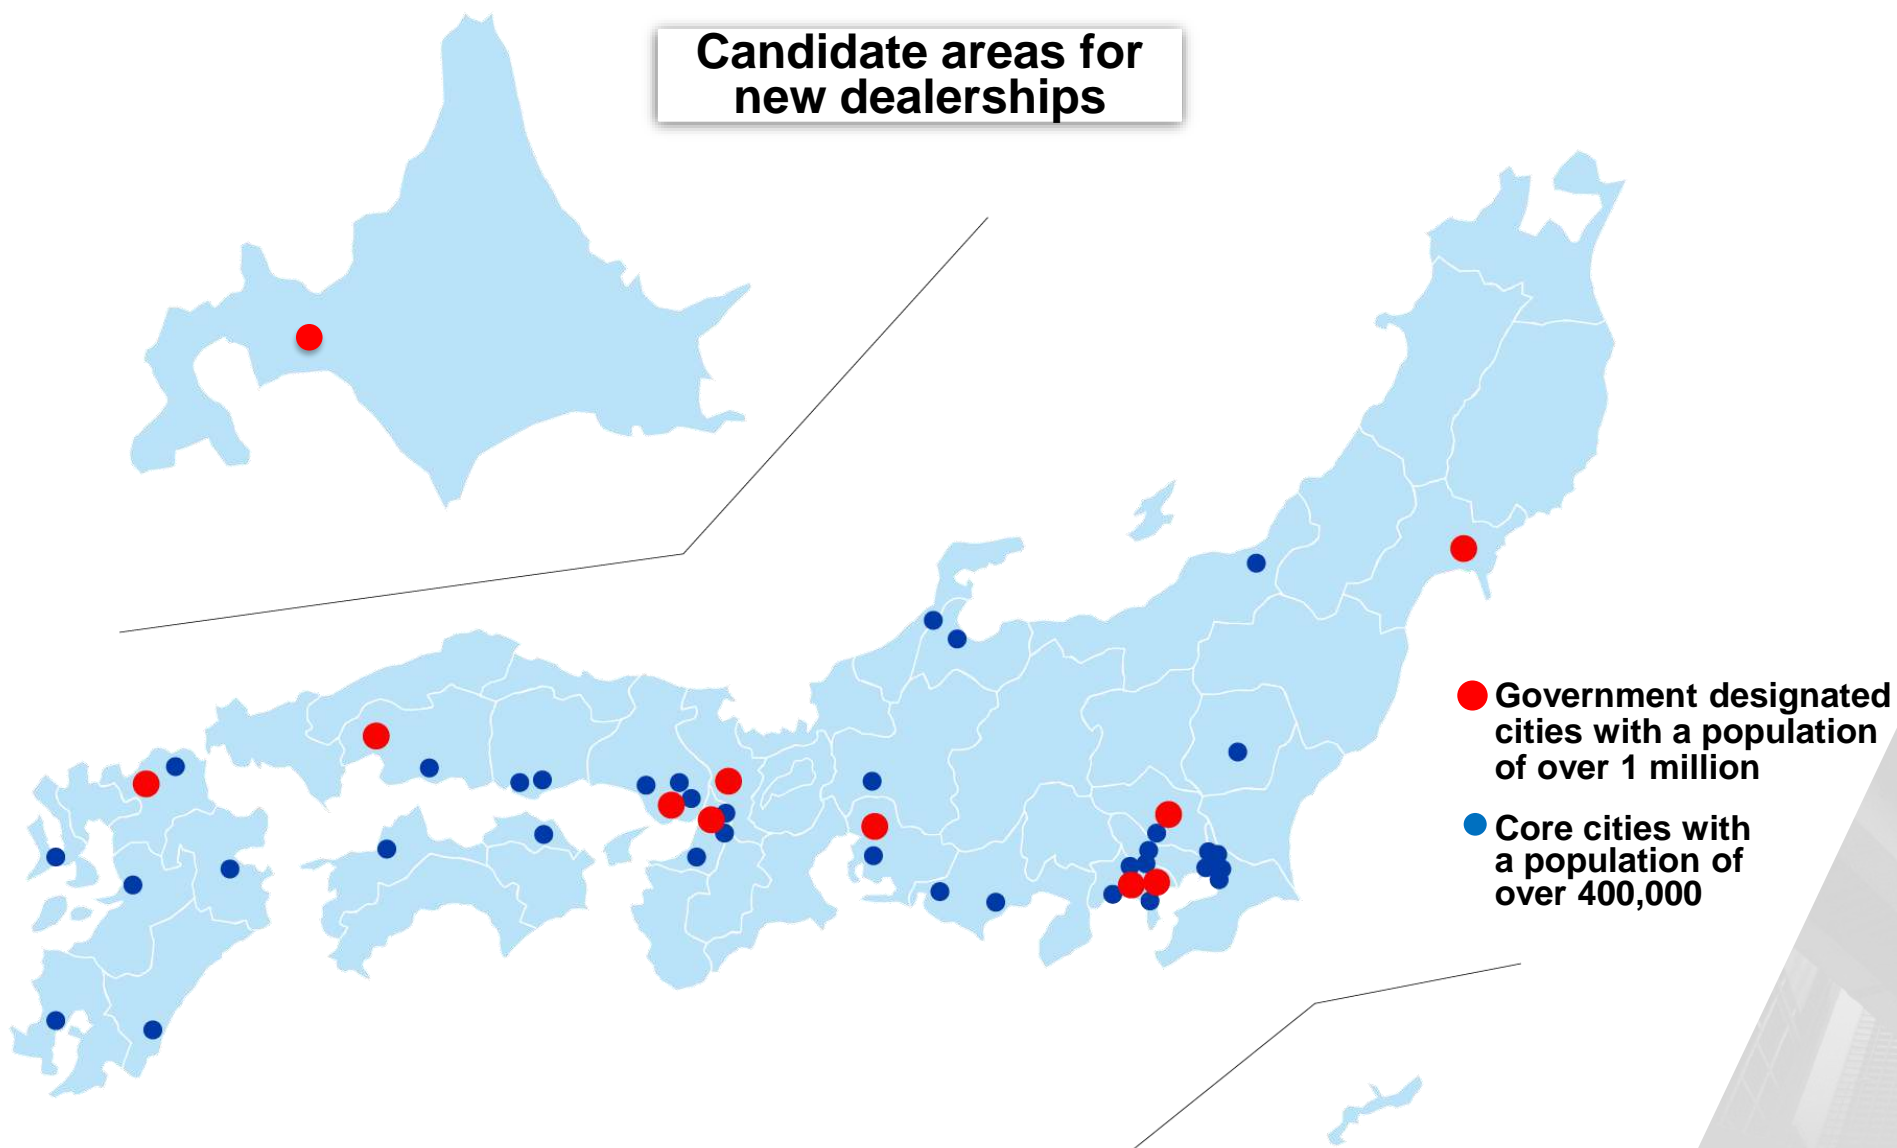 Candidate areas for
new dealerships
Government designated
cities with a population
of over 1 million
Core cities with
a population of
over 400,000